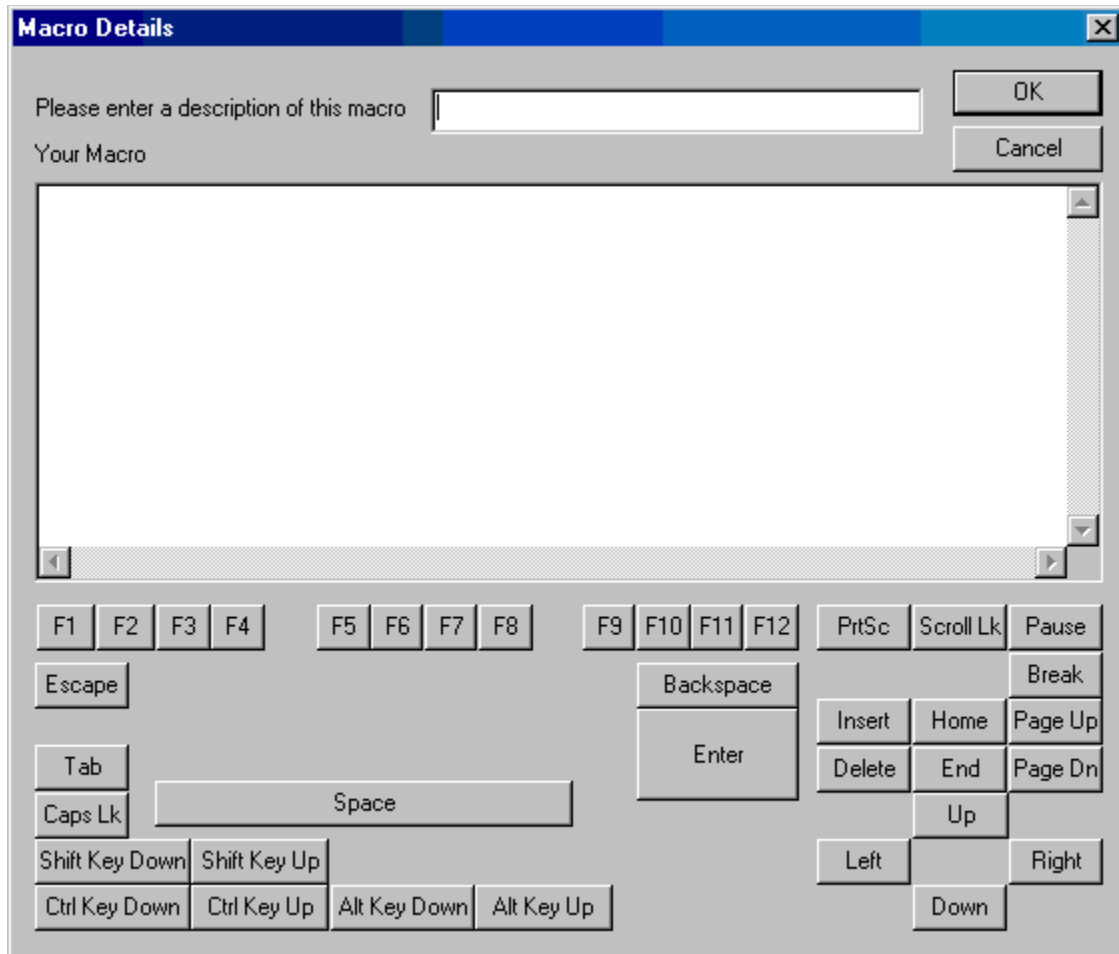 Macro Details
Please enter a description of this macro
OK
Cancel
Your Macro
F1 F2 F3 F4 F5 F6 F7 F8 F9 F10 F11 F12 PrtSc Scroll Lk Pause
Escape Backspace Break
Insert Home Page Up
Enter
Tab Delete End Page Dn
Space
Caps Lk Up
Shift Key Down Shift Key Up Left Right
Ctrl Key Down Ctrl Key Up Alt Key Down Alt Key Up Down